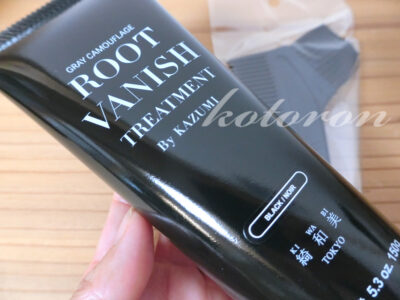 GRAY CAMOUFLAGE
ROOT
VANISH
TREATMENT
By KAZUMI
kotoron
BLACK / NOIR
KI WA BI
綺和美
TOKYO
5.3 oz. 150